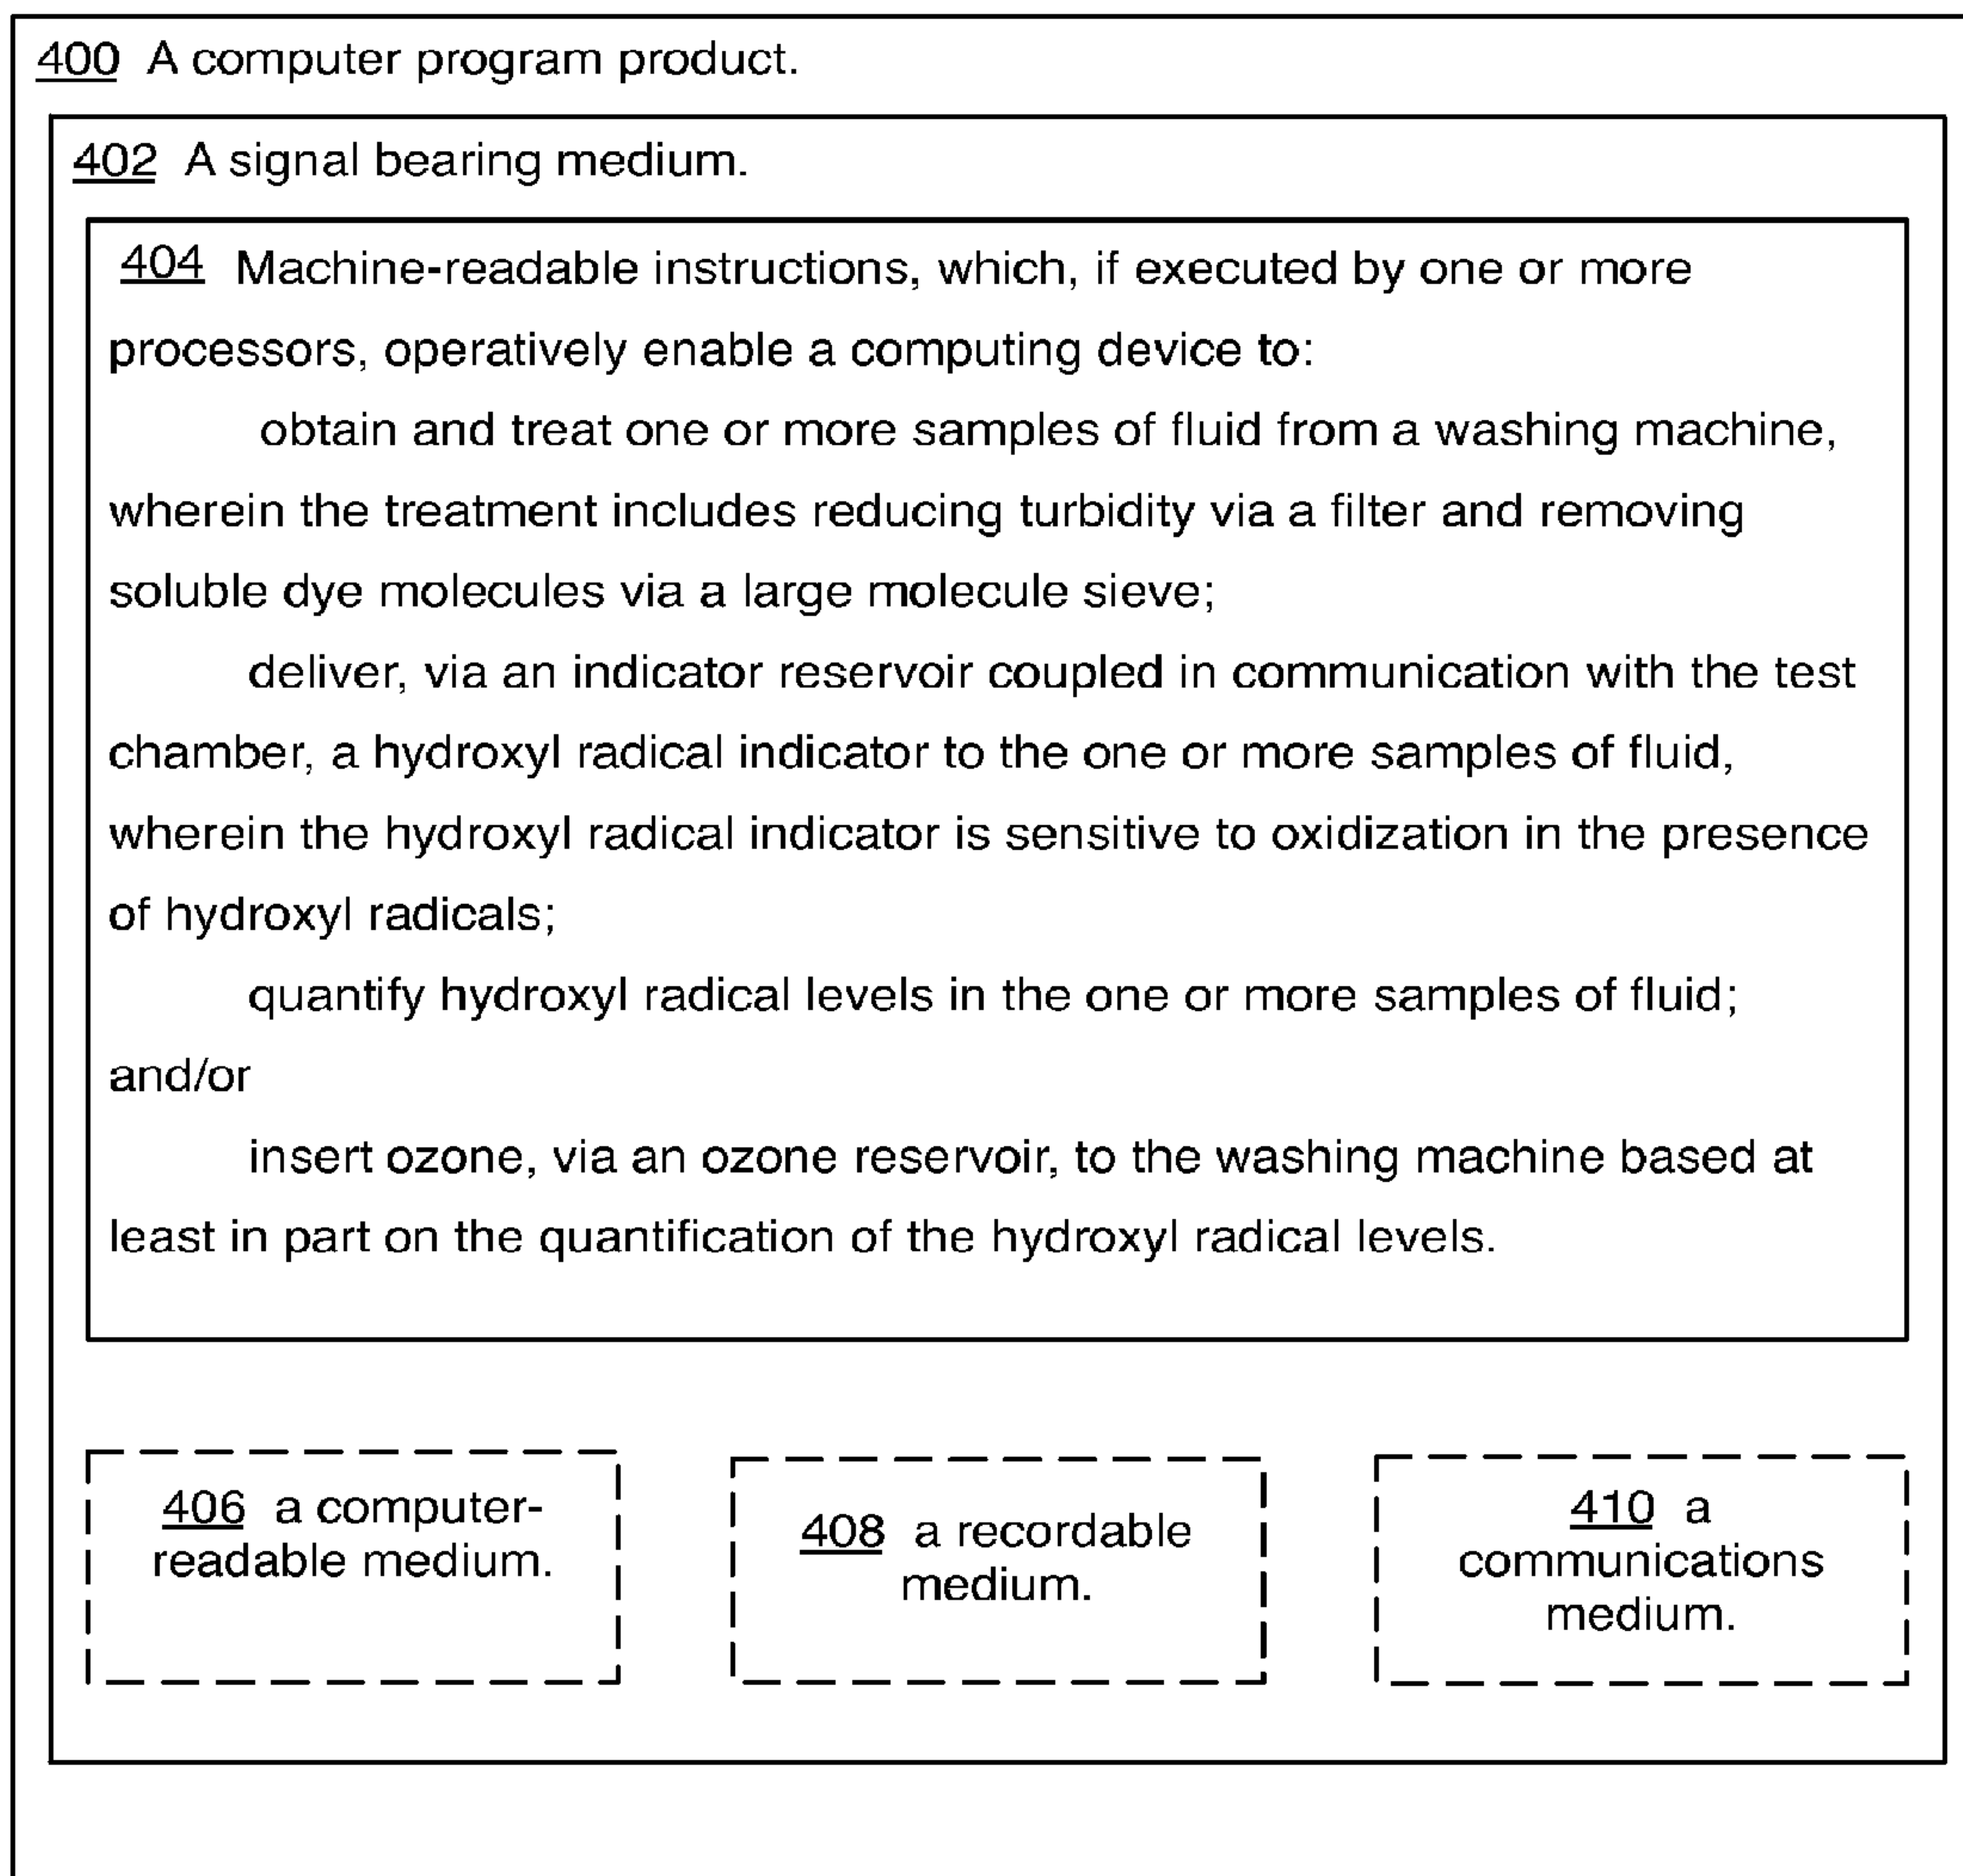 400 A computer program product.
402 A signal bearing medium.
404 Machine-readable instructions, which, if executed by one or more
processors, operatively enable a computing device to:
obtain and treat one or more samples of fluid from a washing machine,
wherein the treatment includes reducing turbidity via a filter and removing
soluble dye molecules via a large molecule sieve;
deliver, via an indicator reservoir coupled in communication with the test
chamber, a hydroxyl radical indicator to the one or more samples of fluid,
wherein the hydroxyl radical indicator is sensitive to oxidization in the presence
of hydroxyl radicals;
quantify hydroxyl radical levels in the one or more samples of fluid;
and/or
insert ozone, via an ozone reservoir, to the washing machine based at
least in part on the quantification of the hydroxyl radical levels.
406 a computer-
readable medium.
408 a recordable
medium.
410 a
communications
medium.